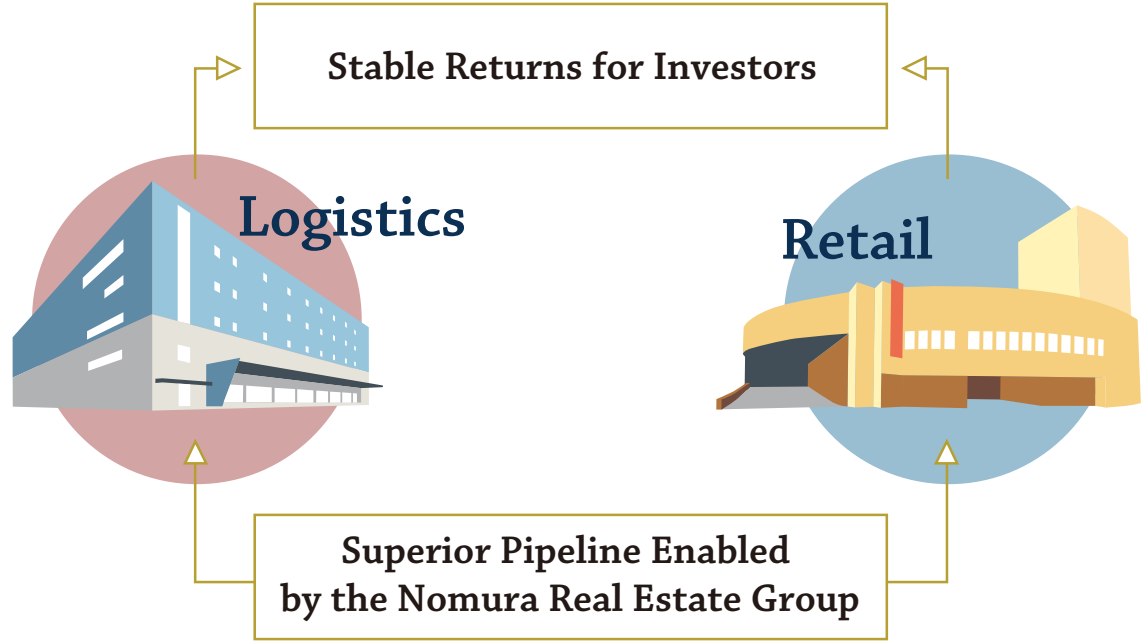 Stable Returns for Investors
Logistics
Retail
Superior Pipeline Enabled
by the Nomura Real Estate Group